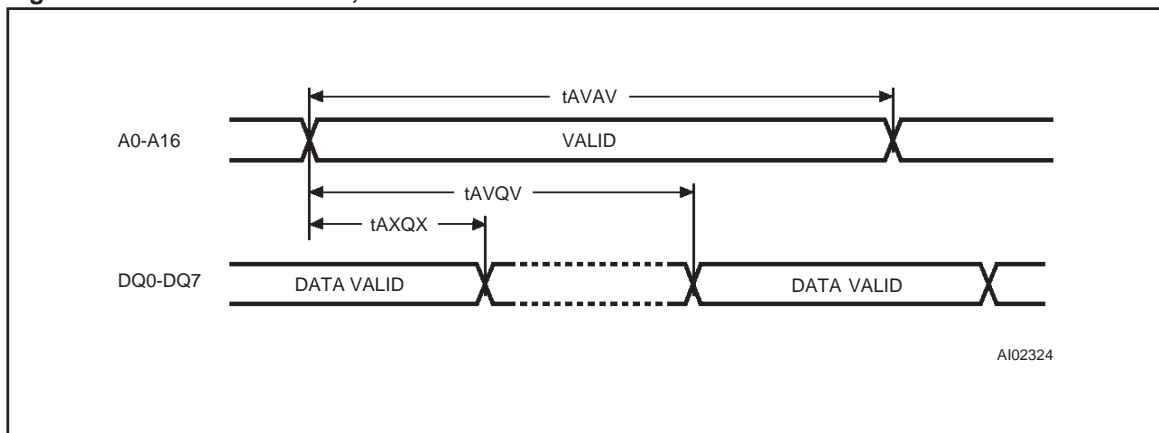 tAVAV
A0-A16 VALID
tAVQV
tAXQX
DQ0-DQ7 DATA VALID DATA VALID
AI02324